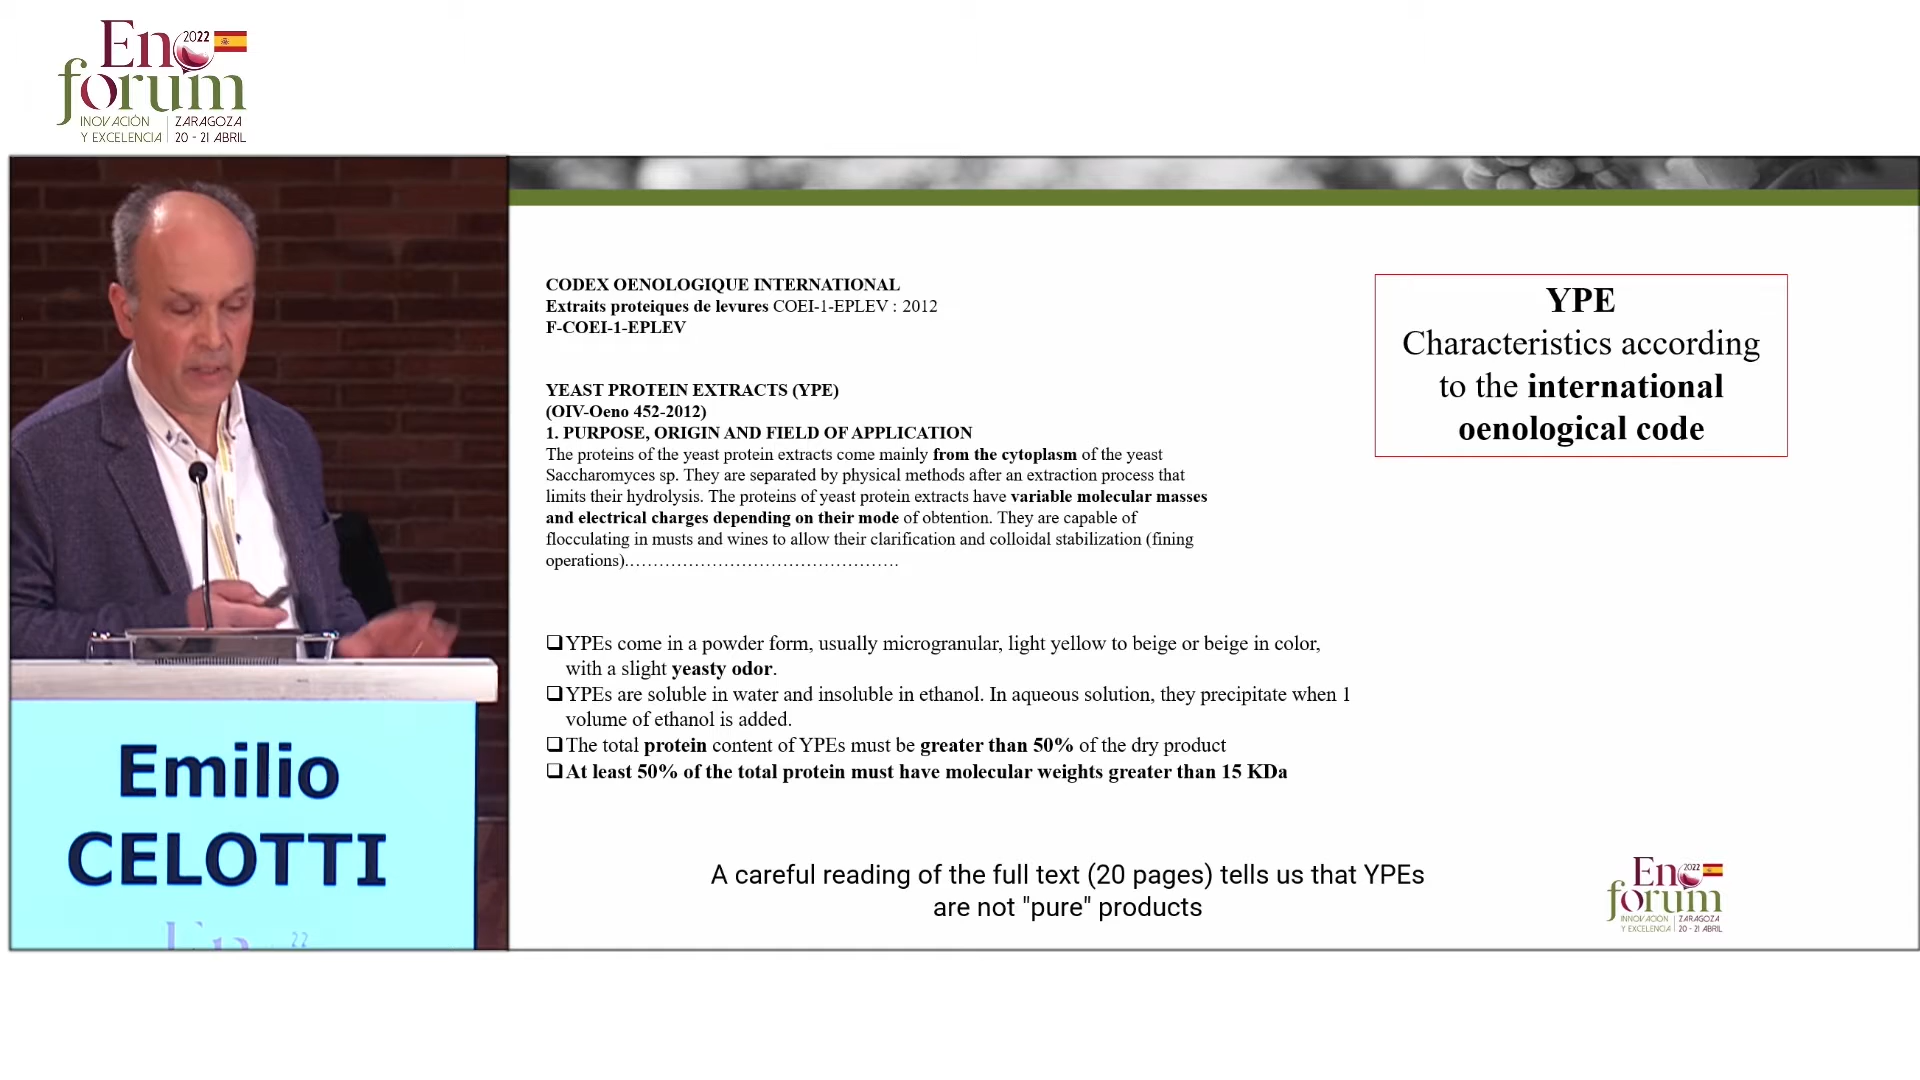 Eno 2022
forum
INOVACIÓN
Y EXCELENCIA
ZARAGOZA
20 - 21 ABRIL
Emilio
CELOTTI
CODEX OENOLOGIQUE INTERNATIONAL
Extraits proteiques de levures COEI-1-EPLEV : 2012
F-COEI-1-EPLEV
YEAST PROTEIN EXTRACTS (YPE)
(OIV-Oeno 452-2012)
1. PURPOSE, ORIGIN AND FIELD OF APPLICATION
The proteins of the yeast protein extracts come mainly from the cytoplasm of the yeast
Saccharomyces sp. They are separated by physical methods after an extraction process that
limits their hydrolysis. The proteins of yeast protein extracts have variable molecular masses
and electrical charges depending on their mode of obtention. They are capable of
flocculating in musts and wines to allow their clarification and colloidal stabilization (fining
operations)……………………………………….
YPE
Characteristics according
to the international
oenological code
❑YPEs come in a powder form, usually microgranular, light yellow to beige or beige in color,
with a slight yeasty odor.
❑YPEs are soluble in water and insoluble in ethanol. In aqueous solution, they precipitate when 1
volume of ethanol is added.
❑The total protein content of YPEs must be greater than 50% of the dry product
❑At least 50% of the total protein must have molecular weights greater than 15 KDa
A careful reading of the full text (20 pages) tells us that YPEs
are not "pure" products
Eno 2022
forum
INNOVACIÓN
Y EXCELENCIA
ZARAGOZA
20 - 21 ABRIL